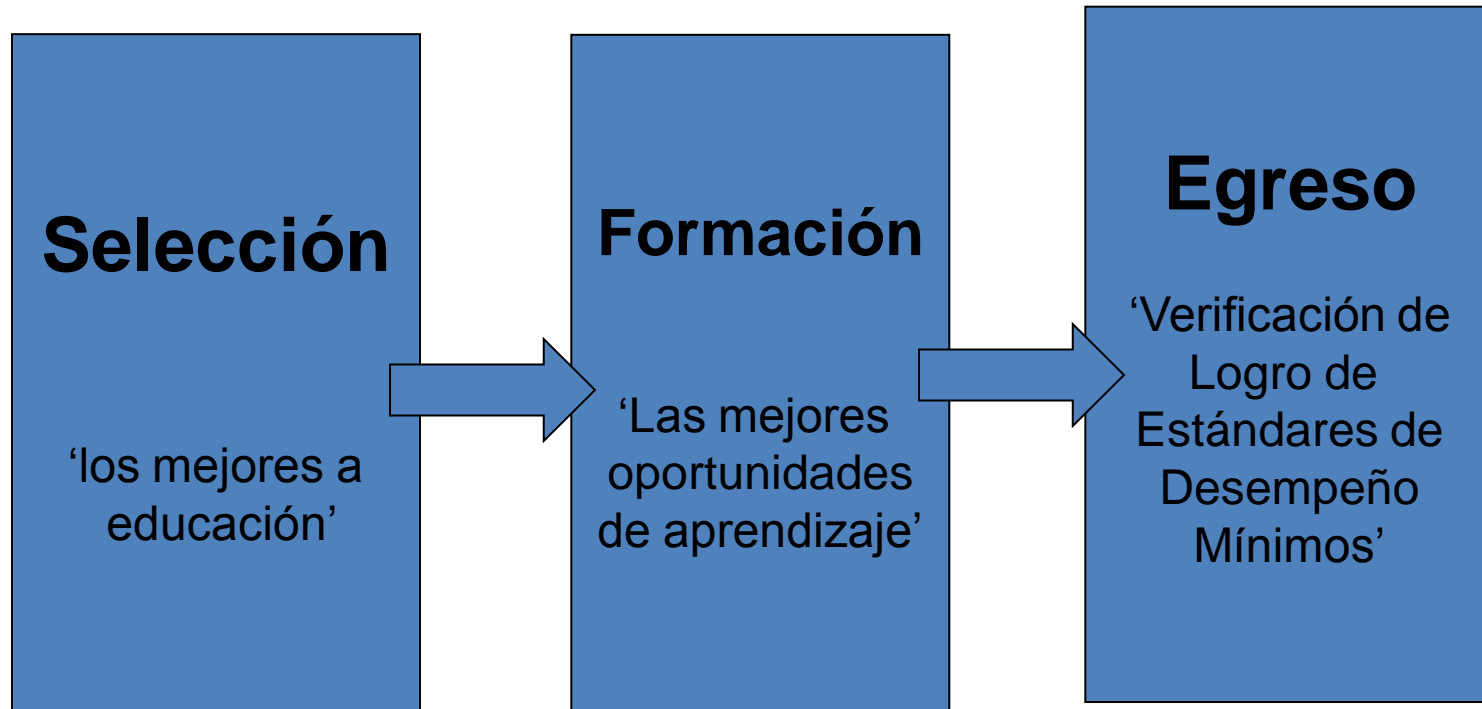 Selección
‘los mejores a
educación’
Formación
‘Las mejores
oportunidades
de aprendizaje’
Egreso
‘Verificación de
Logro de
Estándares de
Desempeño
Mínimos’